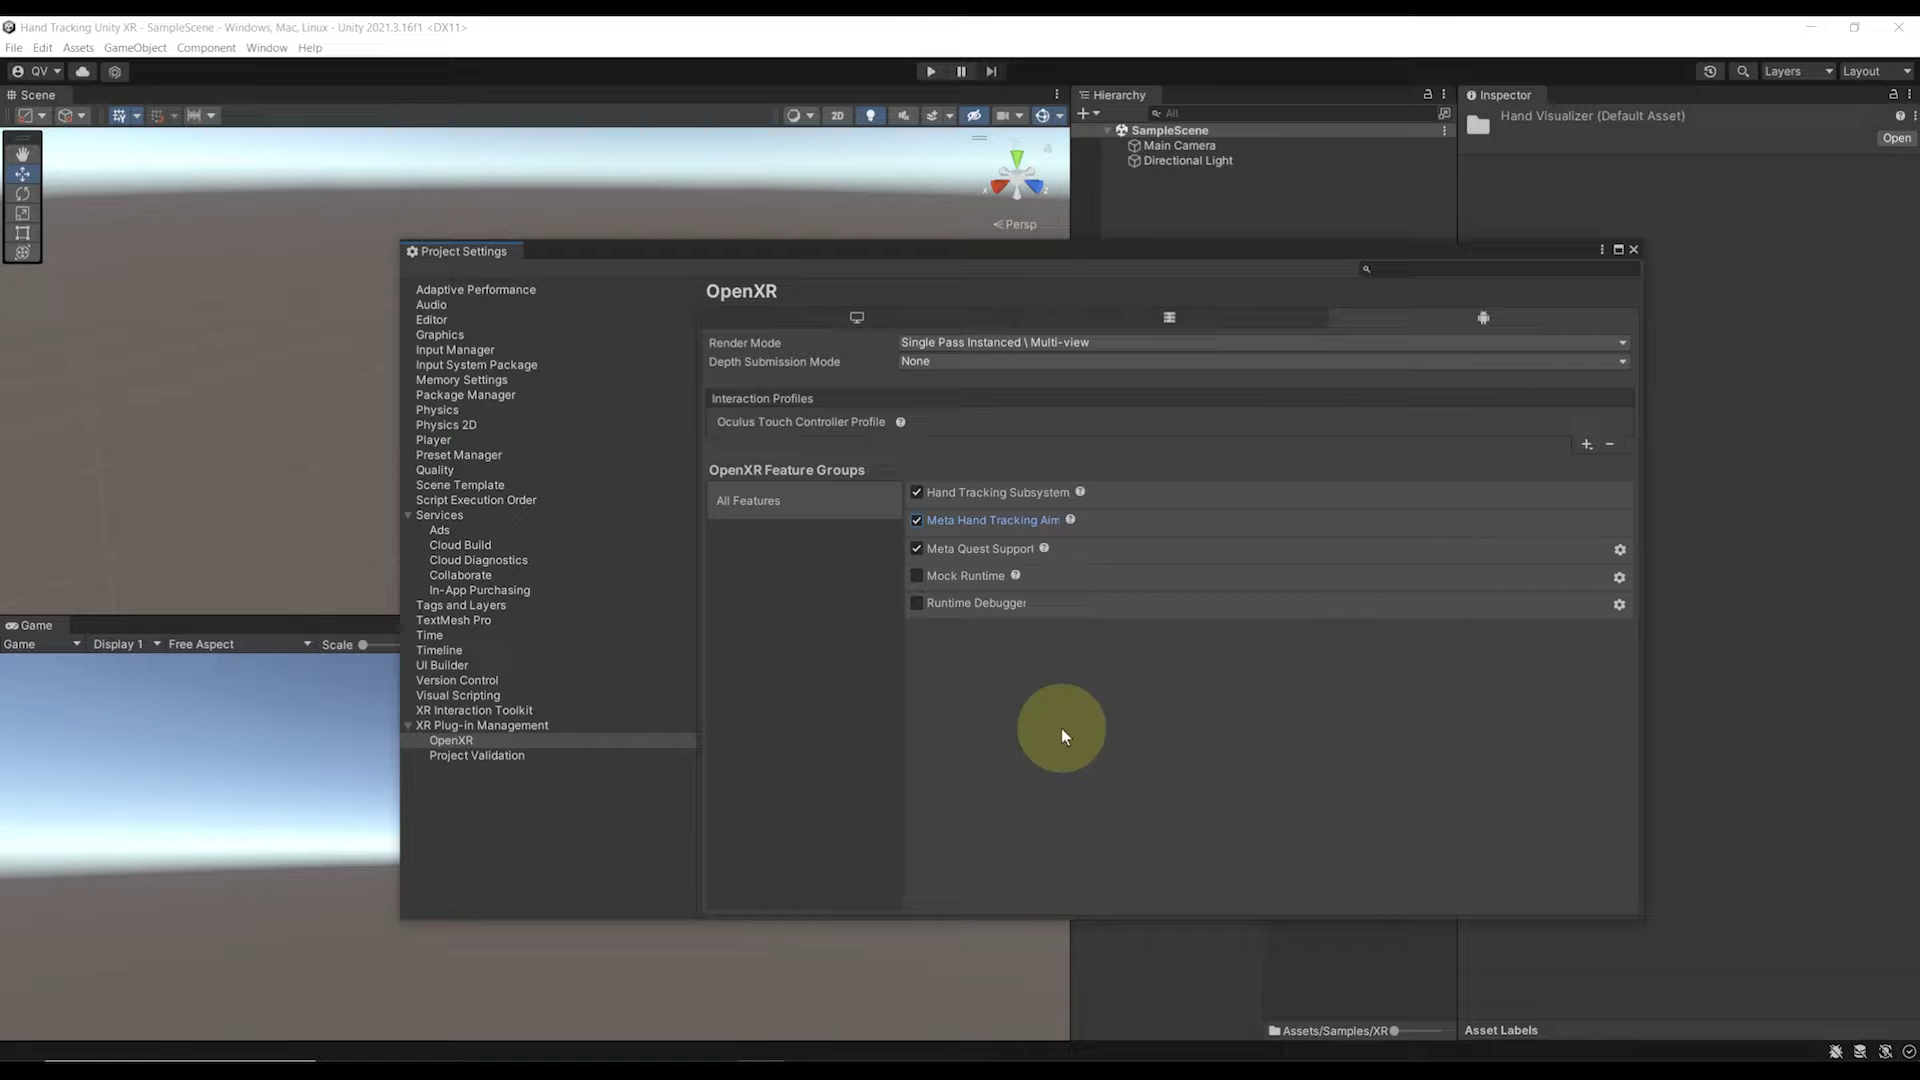 Hand Tracking Unity XR - SampleScene - Windows, Mac, Linux - Unity 2021.3.16f1 <DX11>
File Edit Assets GameObject Component Window Help
QV
Layers
Layout
Scene
2D
Persp
Hierarchy
All
SampleScene
Main Camera
Directional Light
Inspector
Hand Visualizer (Default Asset)
Open
Project Settings
Adaptive Performance
Audio
Editor
Graphics
Input Manager
Input System Package
Memory Settings
Package Manager
Physics
Physics 2D
Player
Preset Manager
Quality
Scene Template
Script Execution Order
Services
Ads
Cloud Build
Cloud Diagnostics
Collaborate
In-App Purchasing
Tags and Layers
TextMesh Pro
Time
Timeline
UI Builder
Version Control
Visual Scripting
XR Interaction Toolkit
XR Plug-in Management
OpenXR
Project Validation
OpenXR
Render Mode Single Pass Instanced \ Multi-view
Depth Submission Mode None
Interaction Profiles
Oculus Touch Controller Profile
OpenXR Feature Groups
All Features
Hand Tracking Subsystem
Meta Hand Tracking Aim
Meta Quest Support
Mock Runtime
Runtime Debugger
Game
Game Display 1 Free Aspect Scale
Assets/Samples/XR
Asset Labels